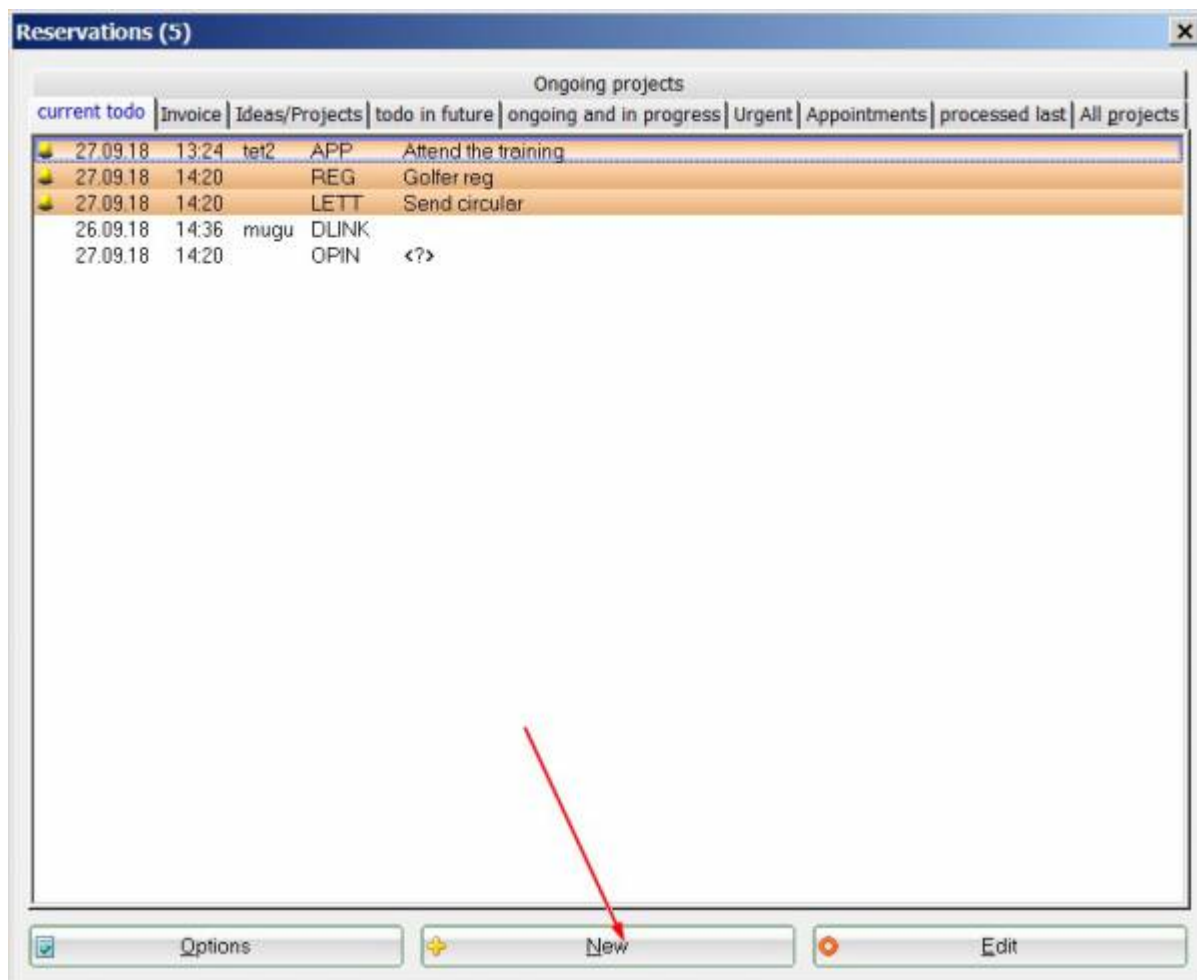 Reservations (5)
Ongoing projects
current todo Invoice Ideas/Projects todo in future ongoing and in progress Urgent Appointments processed last All projects
27.09.18 13:24 tet2 APP Attend the training
27.09.18 14:20 REG Golfer reg
27.09.18 14:20 LETT Send circular
26.09.18 14:36 mugu DLINK
27.09.18 14:20 OPIN <?>
Options New Edit